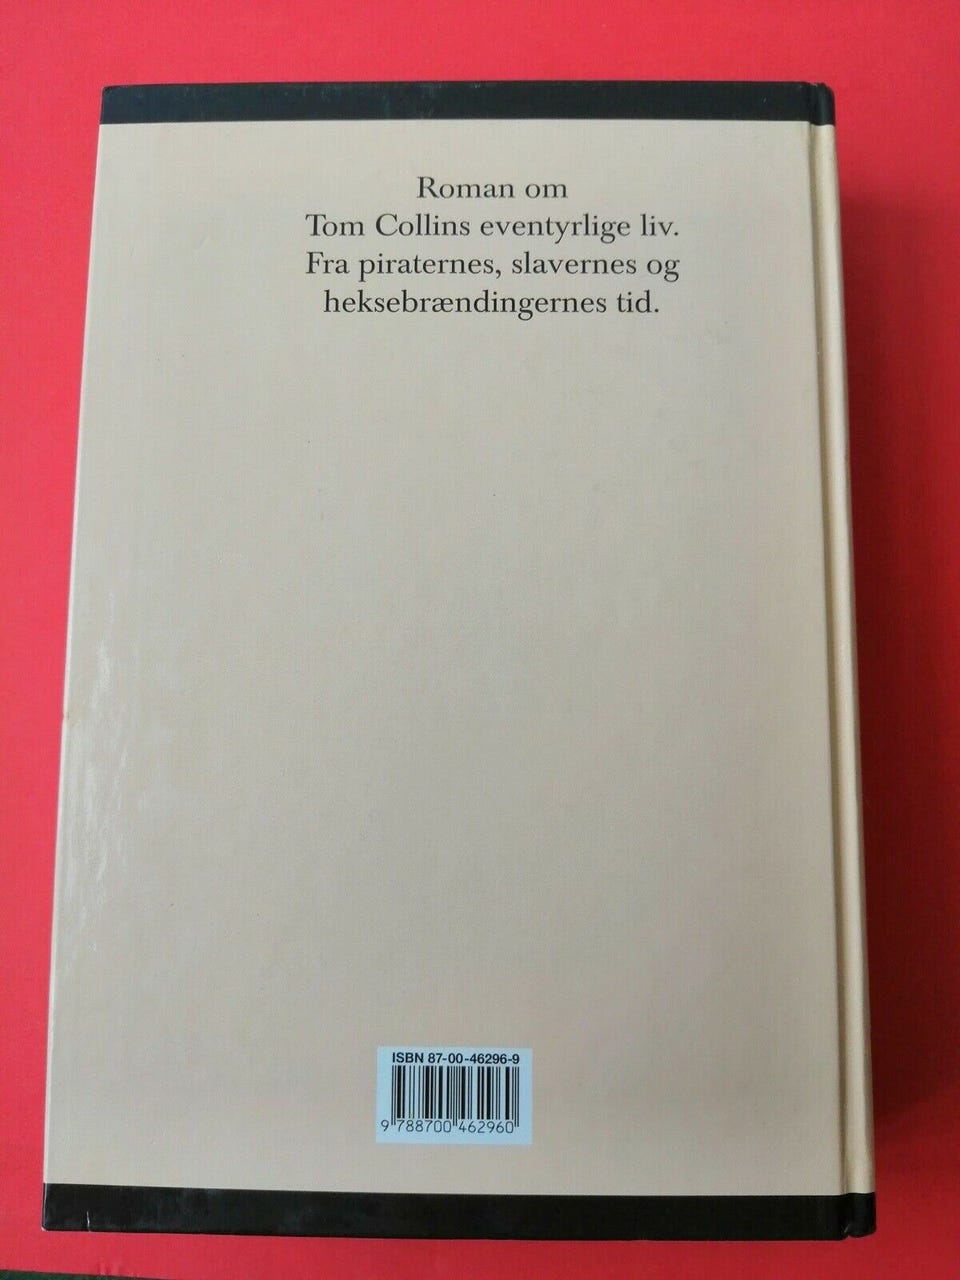 Roman om
Tom Collins eventyrlige liv.
Fra piraternes, slavernes og
heksebrændingernes tid.
ISBN 87-00-46296-9
9 788700 462960